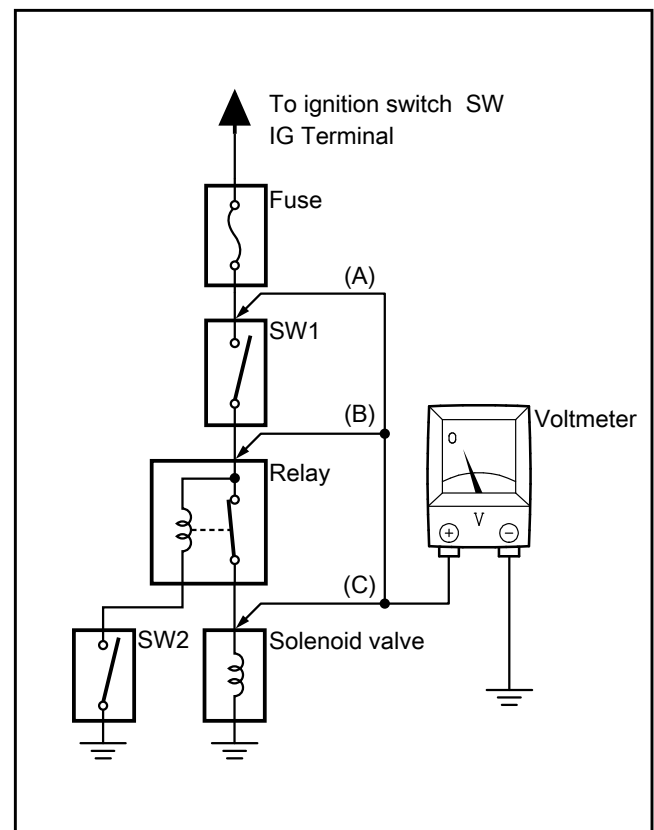 To ignition switch SW
IG Terminal
Fuse
(A)
SW1
(B)
Voltmeter
0
Relay
V
+ −
(C)
SW2
Solenoid valve